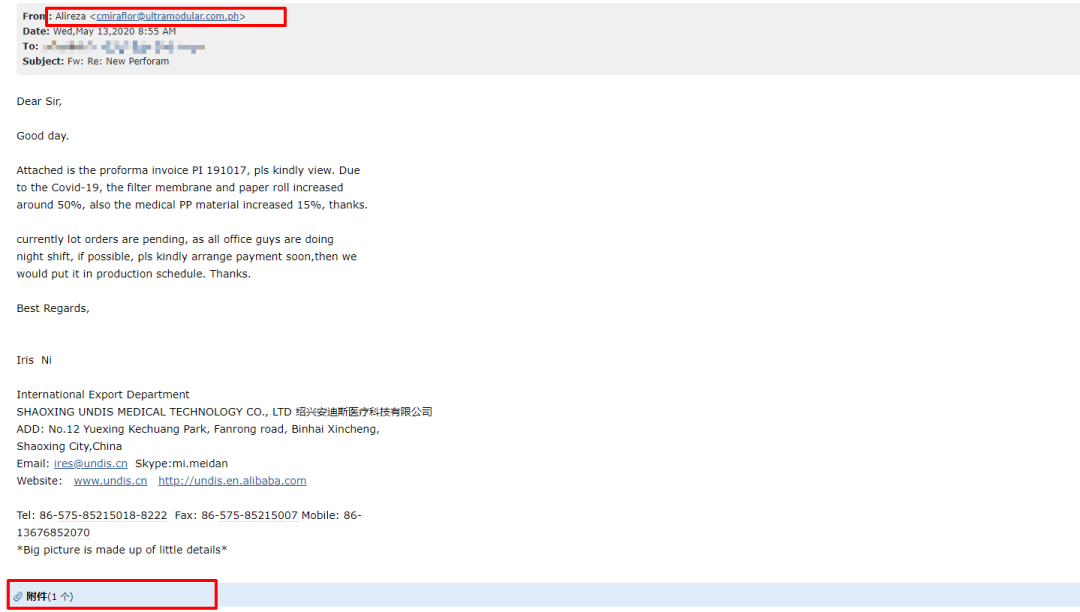 From: Alireza <cmiraflor@ultramodular.com.ph>
Date: Wed,May 13,2020 8:55 AM
To:
Subject: Fw: Re: New Perforam
Dear Sir,
Good day.
Attached is the proforma invoice PI 191017, pls kindly view. Due
to the Covid-19, the filter membrane and paper roll increased
around 50%, also the medical PP material increased 15%, thanks.
currently lot orders are pending, as all office guys are doing
night shift, if possible, pls kindly arrange payment soon,then we
would put it in production schedule. Thanks.
Best Regards,
Iris  Ni
International Export Department
SHAOXING UNDIS MEDICAL TECHNOLOGY CO., LTD 绍兴安迪斯医疗科技有限公司
ADD: No.12 Yuexing Kechuang Park, Fanrong road, Binhai Xincheng,
Shaoxing City,China
Email: ires@undis.cn  Skype:mi.meidan
Website:   www.undis.cn   http://undis.en.alibaba.com
Tel: 86-575-85215018-8222  Fax: 86-575-85215007 Mobile: 86-
13676852070
*Big picture is made up of little details*
附件(1 个)